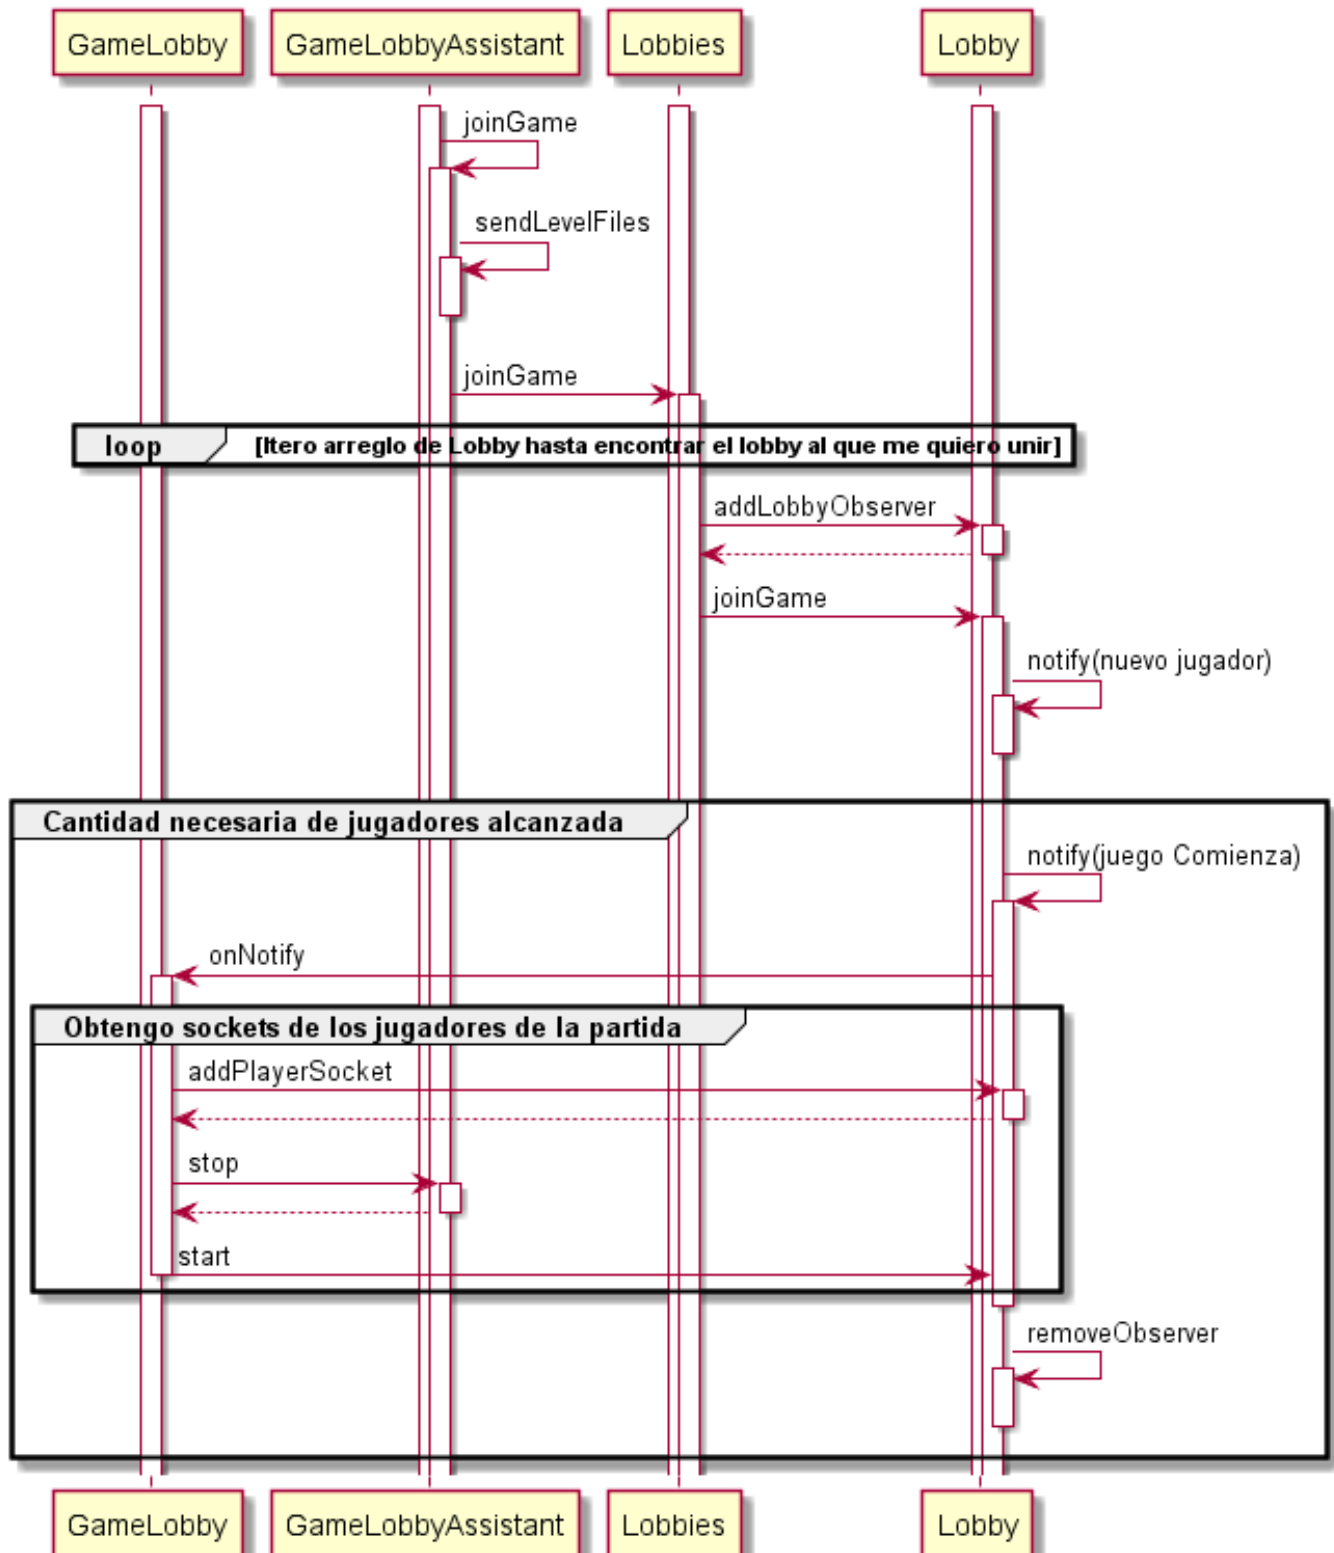 GameLobby GameLobbyAssistant Lobbies Lobby
joinGame
sendLevelFiles
joinGame
loop [Itero arreglo de Lobby hasta encontrar el lobby al que me quiero unir]
addLobbyObserver
joinGame
notify(nuevo jugador)
Cantidad necesaria de jugadores alcanzada
notify(juego Comienza)
onNotify
Obtengo sockets de los jugadores de la partida
addPlayerSocket
stop
start
removeObserver
GameLobby GameLobbyAssistant Lobbies Lobby